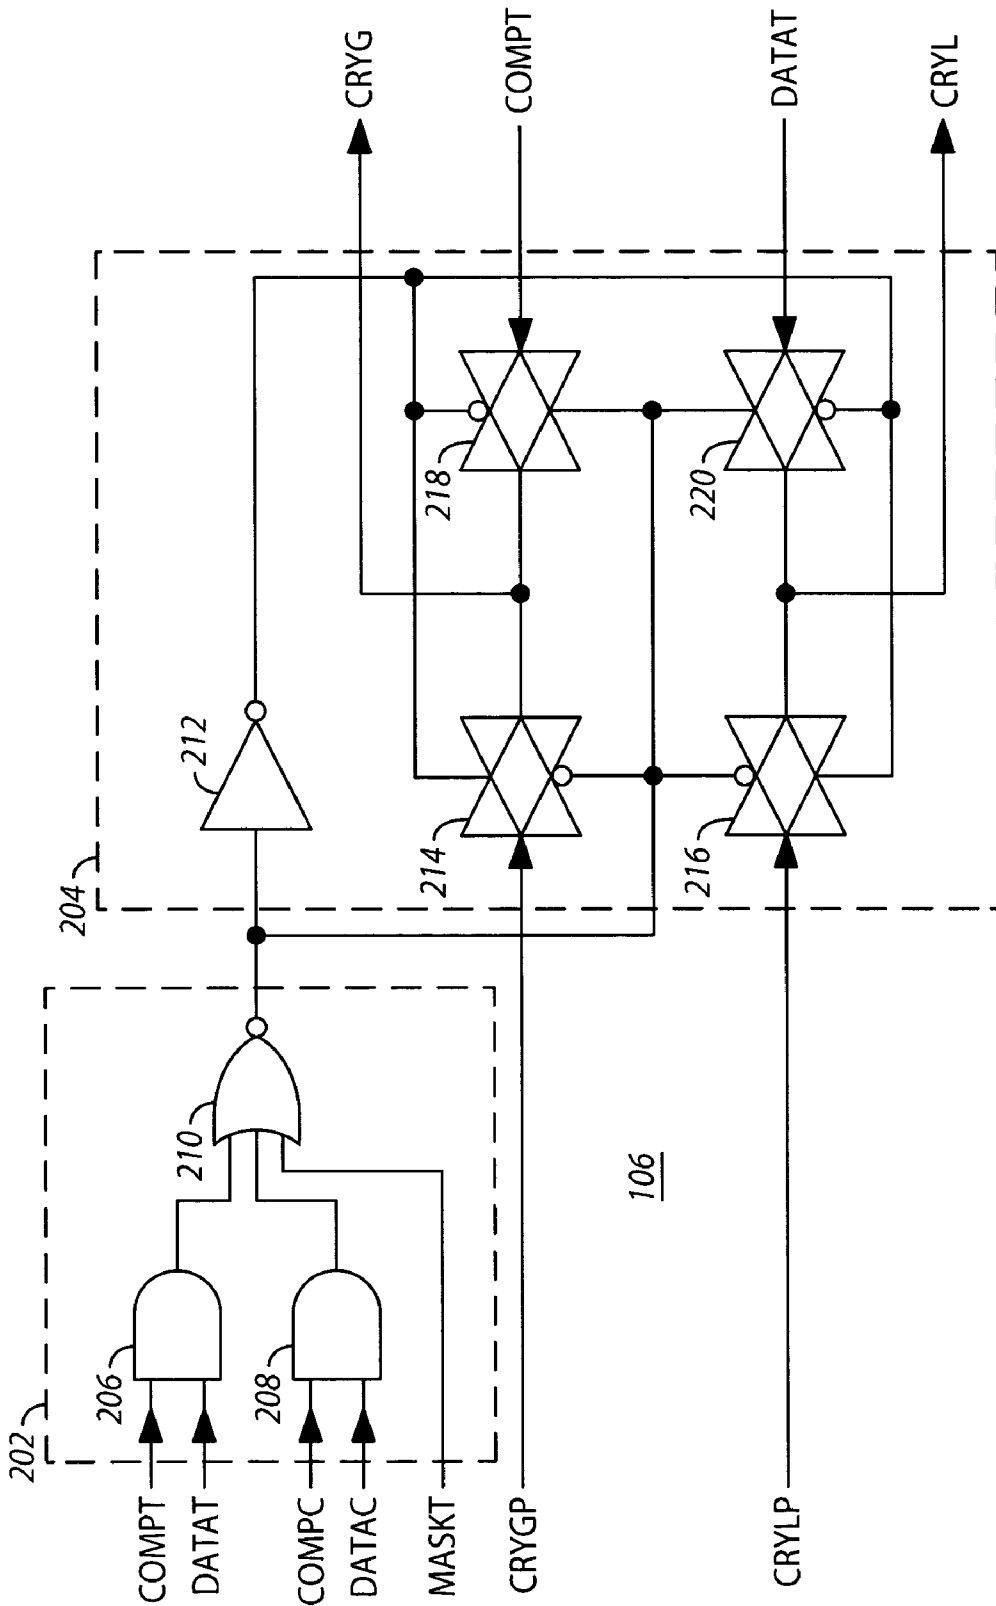 202
204
COMPT
DATAT
COMPC
DATAC
MASKT
CRYGP
CRYLP
206
208
210
212
214
216
218
220
CRYG
COMPT
DATAT
CRYL
106